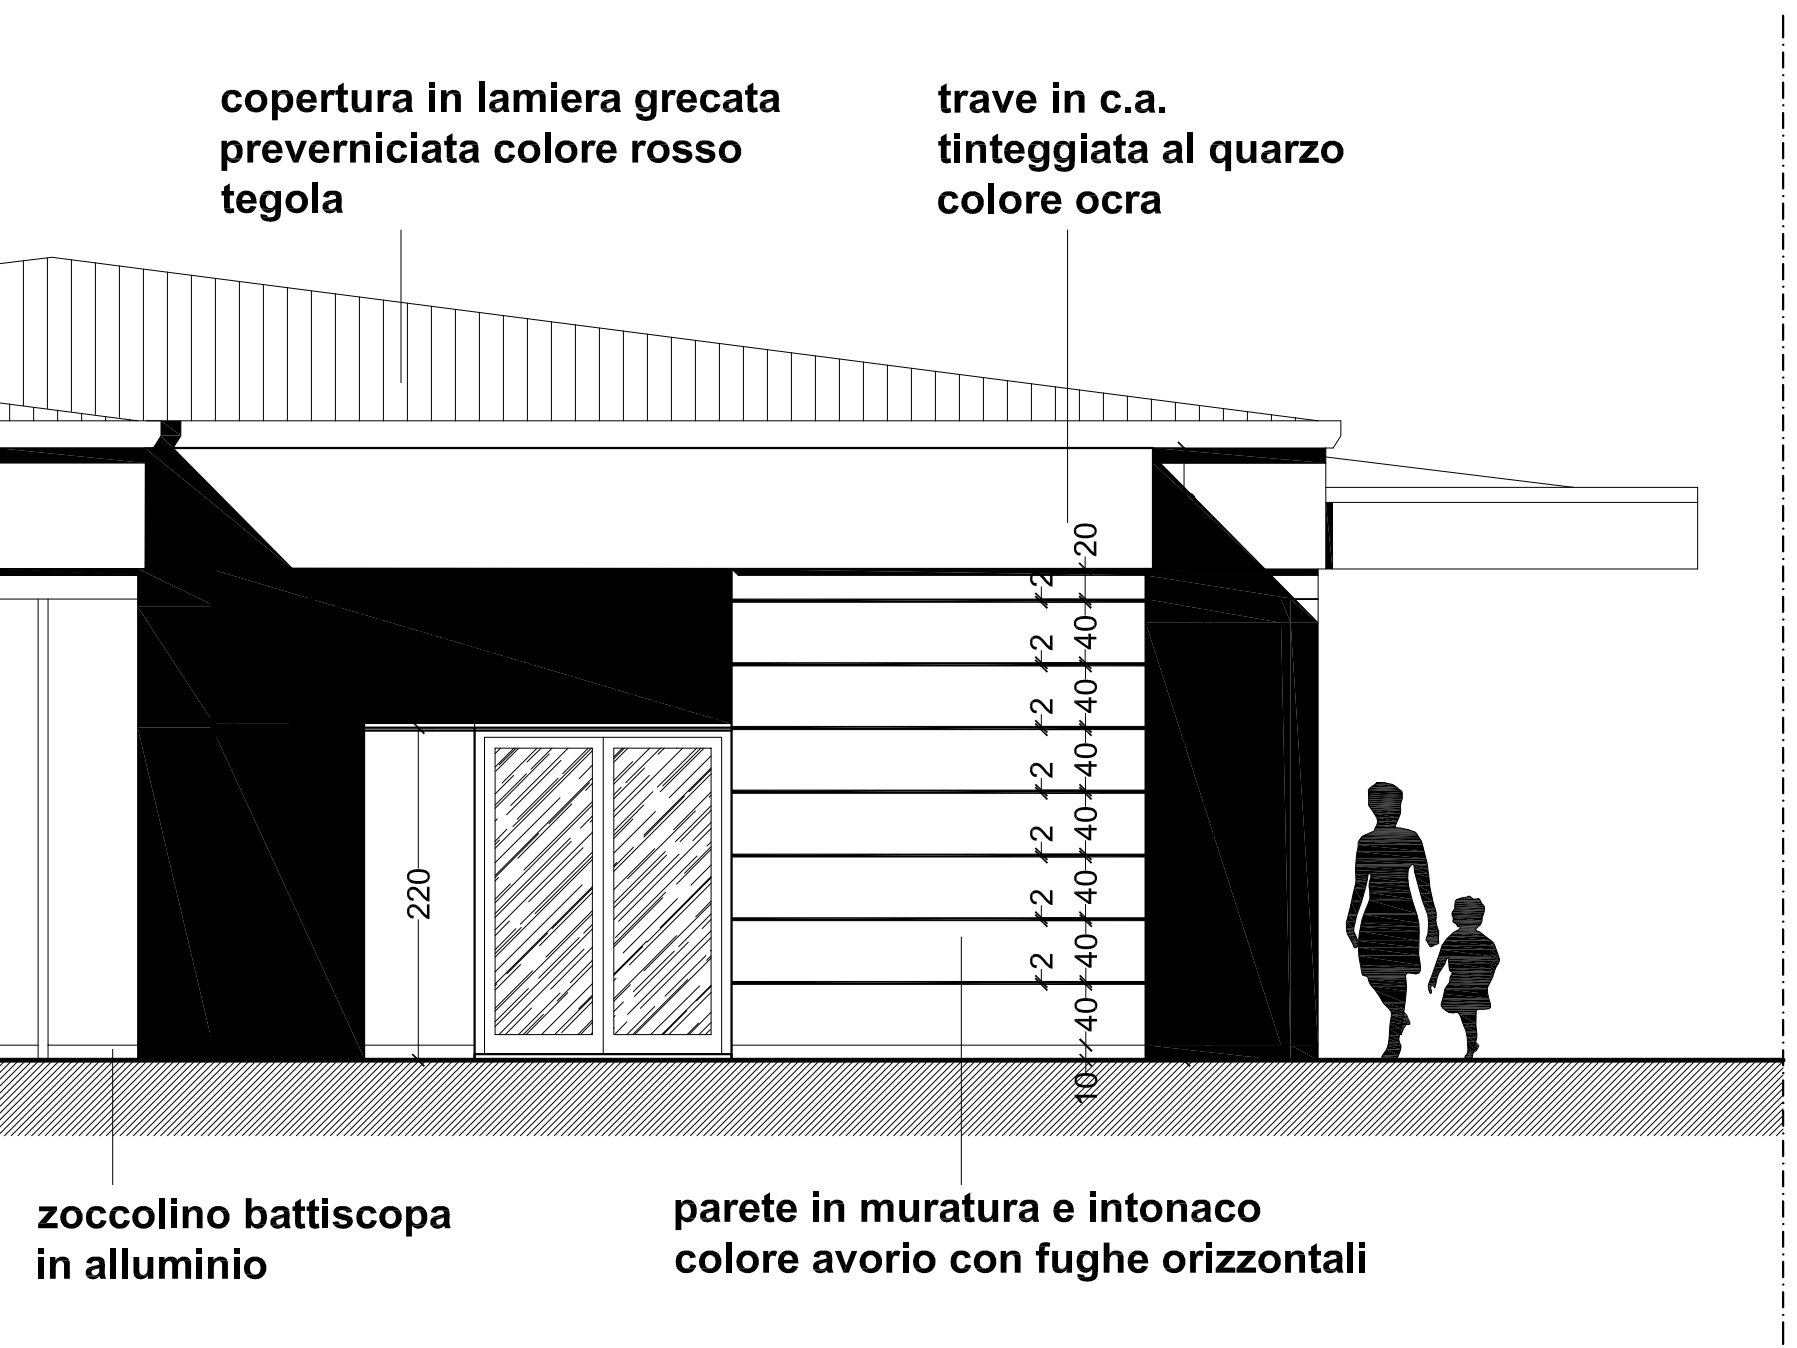 copertura in lamiera grecata
preverniciata colore rosso
tegola
trave in c.a.
tinteggiata al quarzo
colore ocra
20
2
2
40
2
40
2
40
2
40
220
2
40
2
40
40
10
zoccolino battiscopa
in alluminio
parete in muratura e intonaco
colore avorio con fughe orizzontali